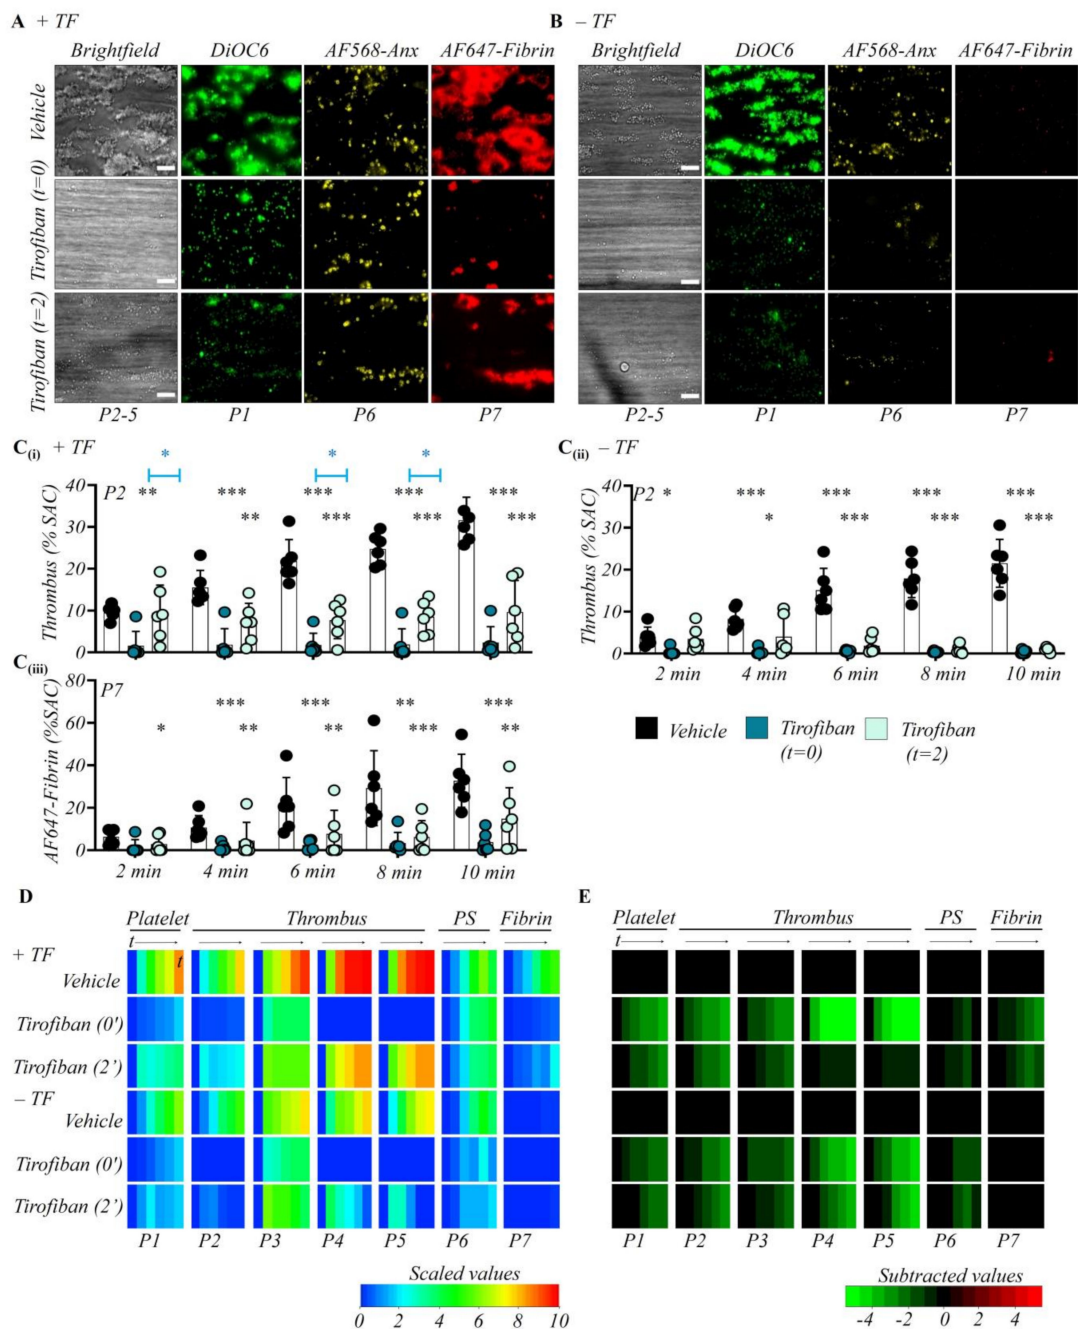 A + TF
B – TF
Brightfield DiOC6 AF568-Anx AF647-Fibrin
Brightfield DiOC6 AF568-Anx AF647-Fibrin
Vehicle
Tirofiban (t=0)
Tirofiban (t=2)
Vehicle
Tirofiban (t=0)
Tirofiban (t=2)
P2-5 P1 P6 P7
P2-5 P1 P6 P7
C(i) + TF
* * *
P2
** *** *** *** ***
** *** *** ***
Thrombus (% SAC)
40
30
20
10
0
C(ii) – TF
P2
* *** *** *** ***
* *** *** ***
Thrombus (% SAC)
40
30
20
10
0
2 min 4 min 6 min 8 min 10 min
C(iii)
P7
*** *** ** ***
* ** ** *** **
AF647-Fibrin (%SAC)
80
60
40
20
0
2 min 4 min 6 min 8 min 10 min
Vehicle
Tirofiban (t=0)
Tirofiban (t=2)
D
Platelet Thrombus PS Fibrin
t
t
+ TF
Vehicle
Tirofiban (0')
Tirofiban (2')
– TF
Vehicle
Tirofiban (0')
Tirofiban (2')
P1 P2 P3 P4 P5 P6 P7
Scaled values
0 2 4 6 8 10
E
Platelet Thrombus PS Fibrin
t
P1 P2 P3 P4 P5 P6 P7
Subtracted values
-4 -2 0 2 4